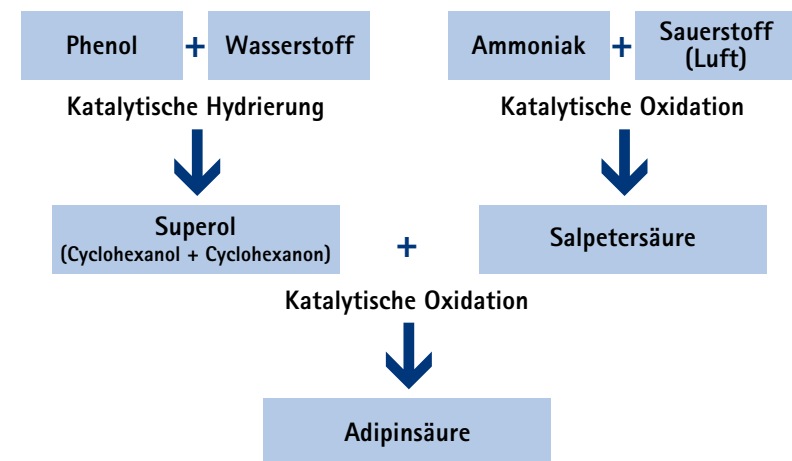 Phenol + Wasserstoff
Ammoniak + Sauerstoff
(Luft)
Katalytische Hydrierung
Katalytische Oxidation
Superol
(Cyclohexanol + Cyclohexanon)
+
Salpetersäure
Katalytische Oxidation
Adipinsäure